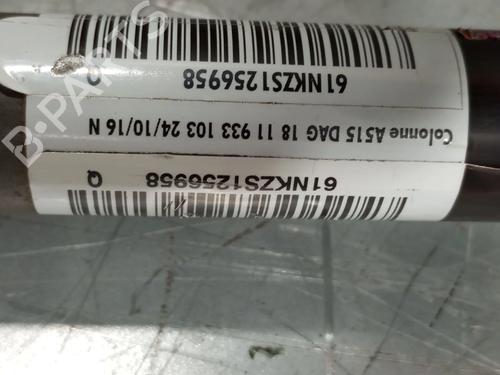 61NKZS1256958
Q
Colonne A515 DAG 18 11 933 103 24/10/16 N
61NKZS1256958
Q
B-PARTS